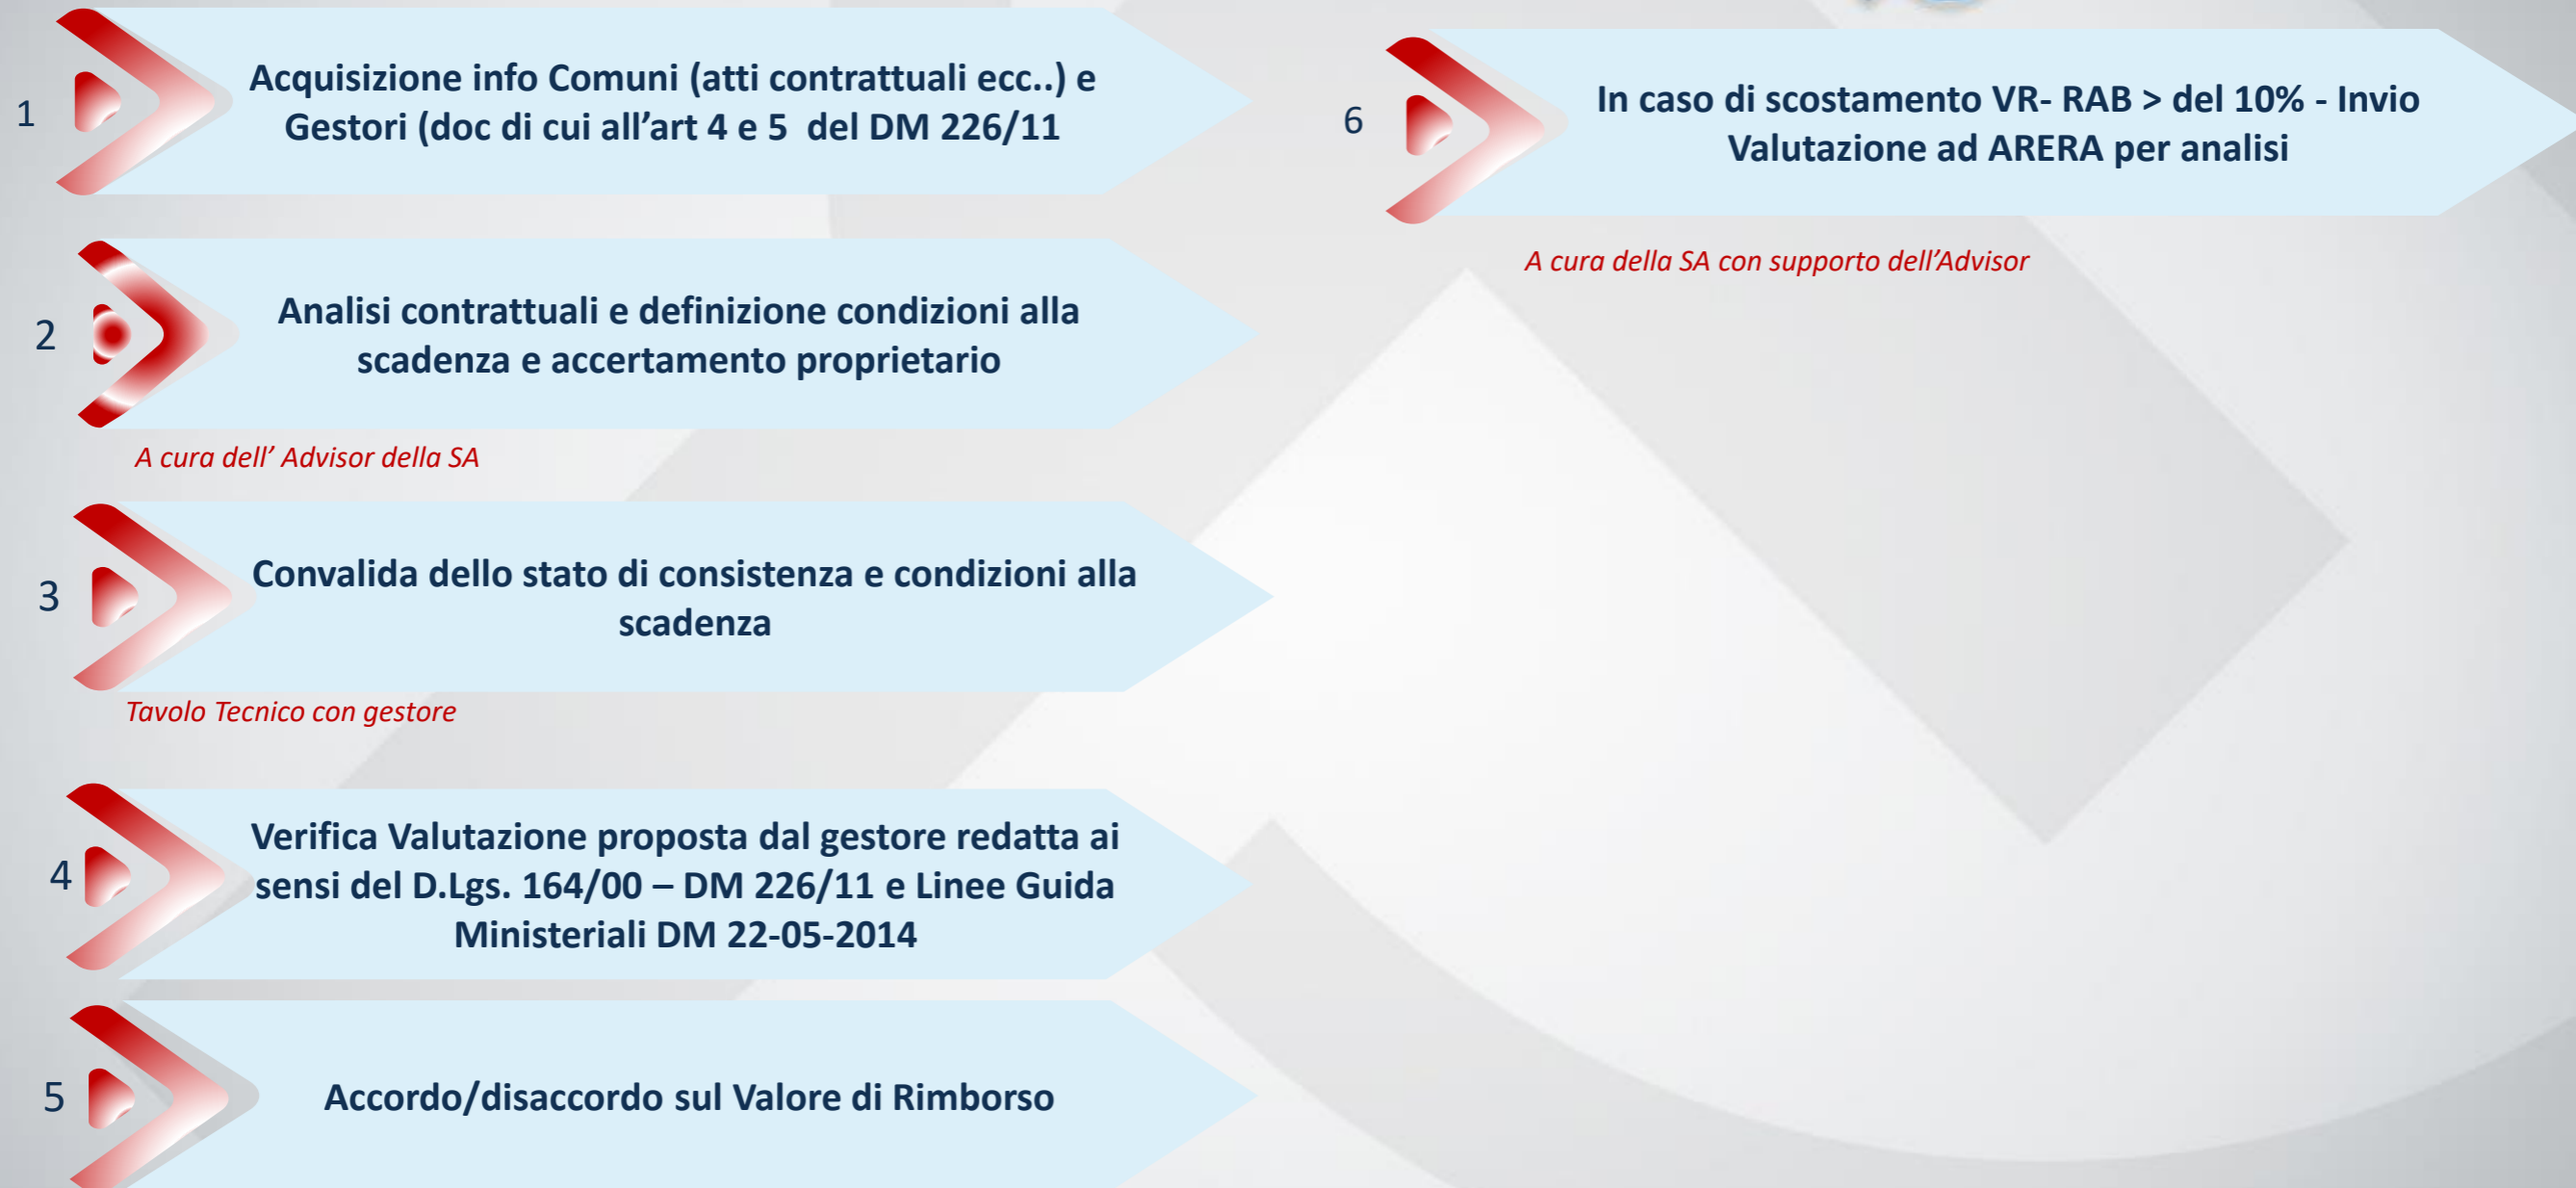 1
Acquisizione info Comuni (atti contrattuali ecc..) e
Gestori (doc di cui all’art 4 e 5 del DM 226/11
2
Analisi contrattuali e definizione condizioni alla
scadenza e accertamento proprietario
A cura dell’ Advisor della SA
3
Convalida dello stato di consistenza e condizioni alla
scadenza
Tavolo Tecnico con gestore
4
Verifica Valutazione proposta dal gestore redatta ai
sensi del D.Lgs. 164/00 – DM 226/11 e Linee Guida
Ministeriali DM 22-05-2014
5
Accordo/disaccordo sul Valore di Rimborso
6
In caso di scostamento VR- RAB > del 10% - Invio
Valutazione ad ARERA per analisi
A cura della SA con supporto dell’Advisor